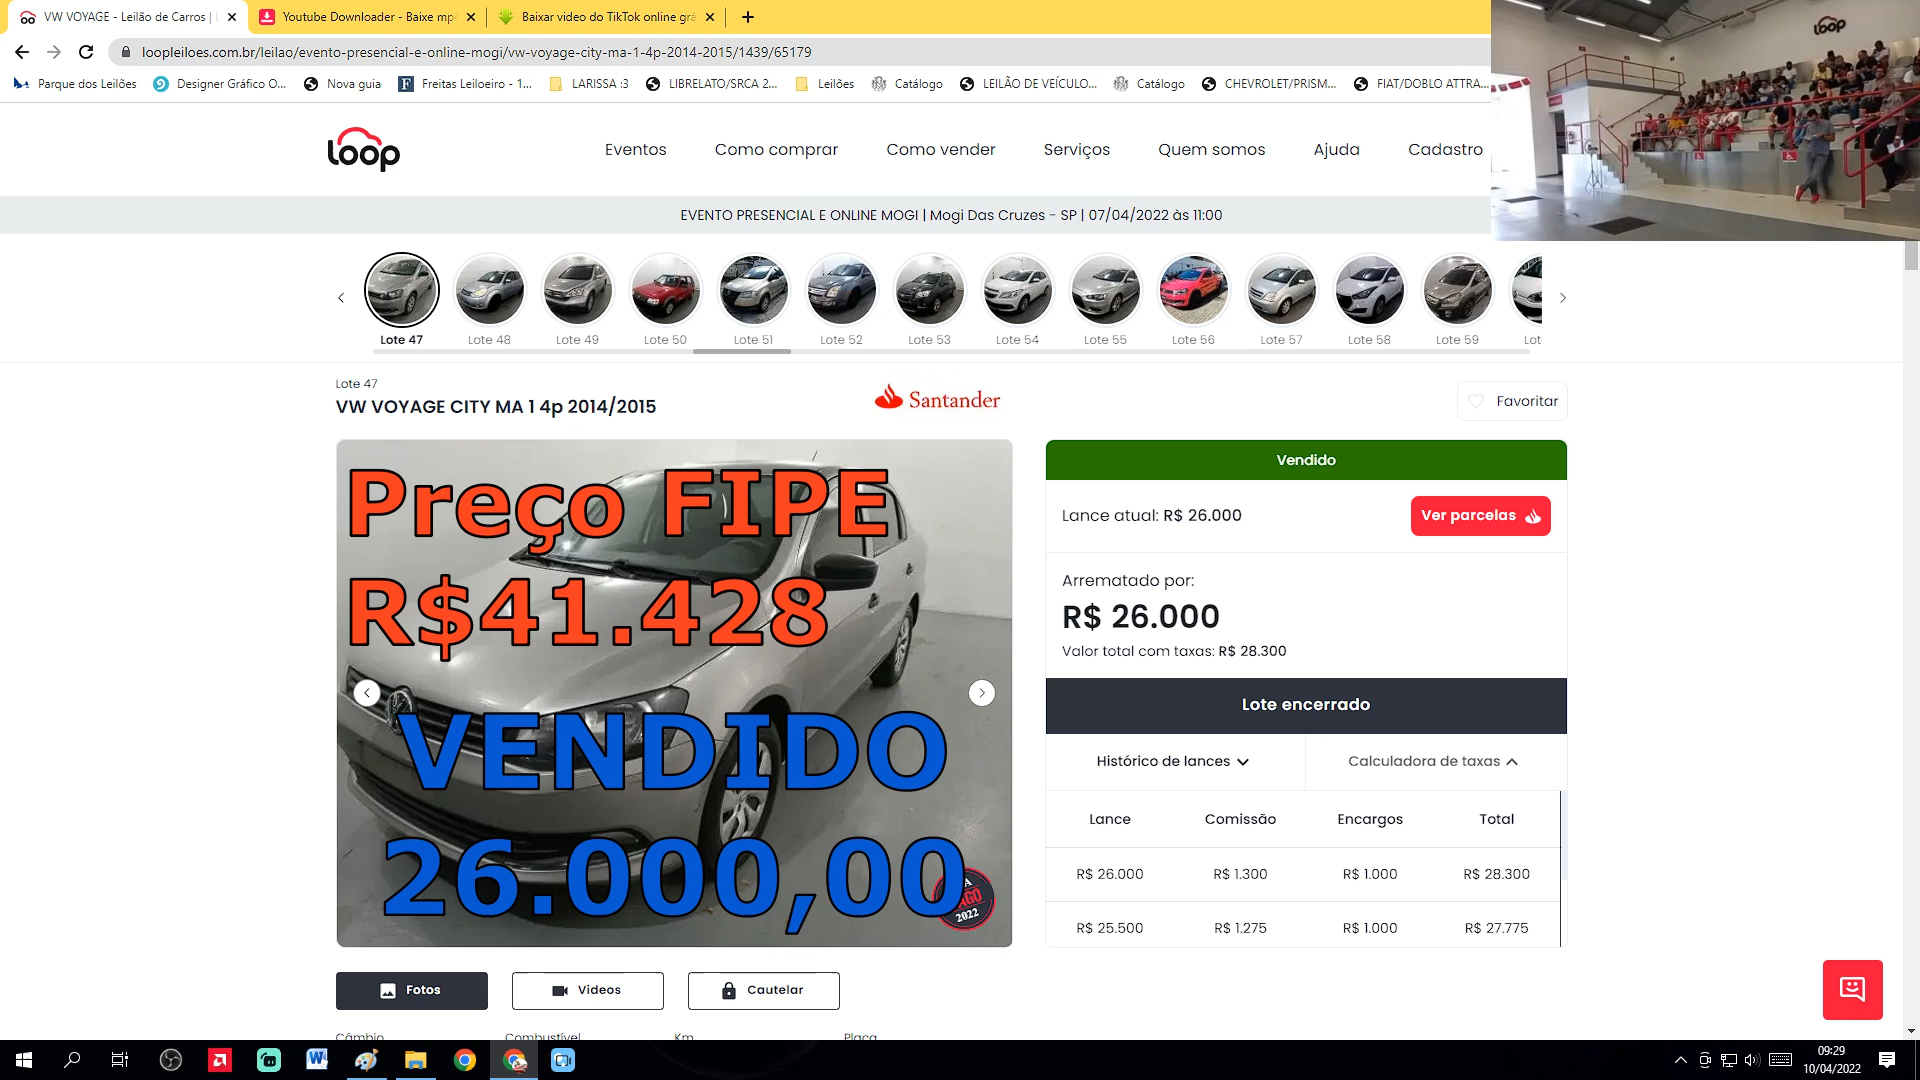 VW VOYAGE - Leilão de Carros |
Youtube Downloader - Baixe mp
Baixar video do TikTok online grá
loopleiloes.com.br/leilao/evento-presencial-e-online-mogi/vw-voyage-city-ma-1-4p-2014-2015/1439/65179
Parque dos Leilões
Designer Gráfico O...
Nova guia
Freitas Leiloeiro - 1...
LARISSA :3
LIBRELATO/SRCA 2...
Leilões
Catálogo
LEILÃO DE VEÍCULO...
Catálogo
CHEVROLET/PRISM...
FIAT/DOBLO ATTRA...
loop
loop
Eventos
Como comprar
Como vender
Serviços
Quem somos
Ajuda
Cadastro
EVENTO PRESENCIAL E ONLINE MOGI | Mogi Das Cruzes - SP | 07/04/2022 às 11:00
Lote 47
Lote 48
Lote 49
Lote 50
Lote 51
Lote 52
Lote 53
Lote 54
Lote 55
Lote 56
Lote 57
Lote 58
Lote 59
Lot
Lote 47
VW VOYAGE CITY MA 1 4p 2014/2015
Santander
Favoritar
Preço FIPE
R$41.428
VENDIDO
26.000,00
2022
Vendido
Lance atual: R$ 26.000
Ver parcelas
Arrematado por:
R$ 26.000
Valor total com taxas: R$ 28.300
Lote encerrado
Histórico de lances
Calculadora de taxas
Lance Comissão Encargos Total
R$ 26.000 R$ 1.300 R$ 1.000 R$ 28.300
R$ 25.500 R$ 1.275 R$ 1.000 R$ 27.775
Fotos
Videos
Cautelar
Câmbio
Combustível
Km
Placa
09:29
10/04/2022